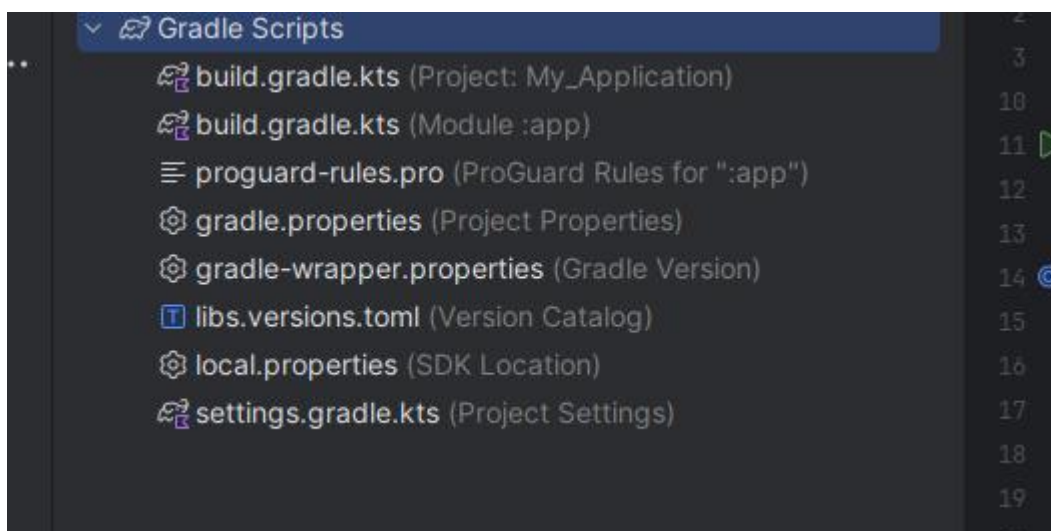 Gradle Scripts
build.gradle.kts (Project: My_Application)
build.gradle.kts (Module :app)
proguard-rules.pro (ProGuard Rules for ":app")
gradle.properties (Project Properties)
gradle-wrapper.properties (Gradle Version)
libs.versions.toml (Version Catalog)
local.properties (SDK Location)
settings.gradle.kts (Project Settings)
2
3
10
11
12
13
14
15
16
17
18
19